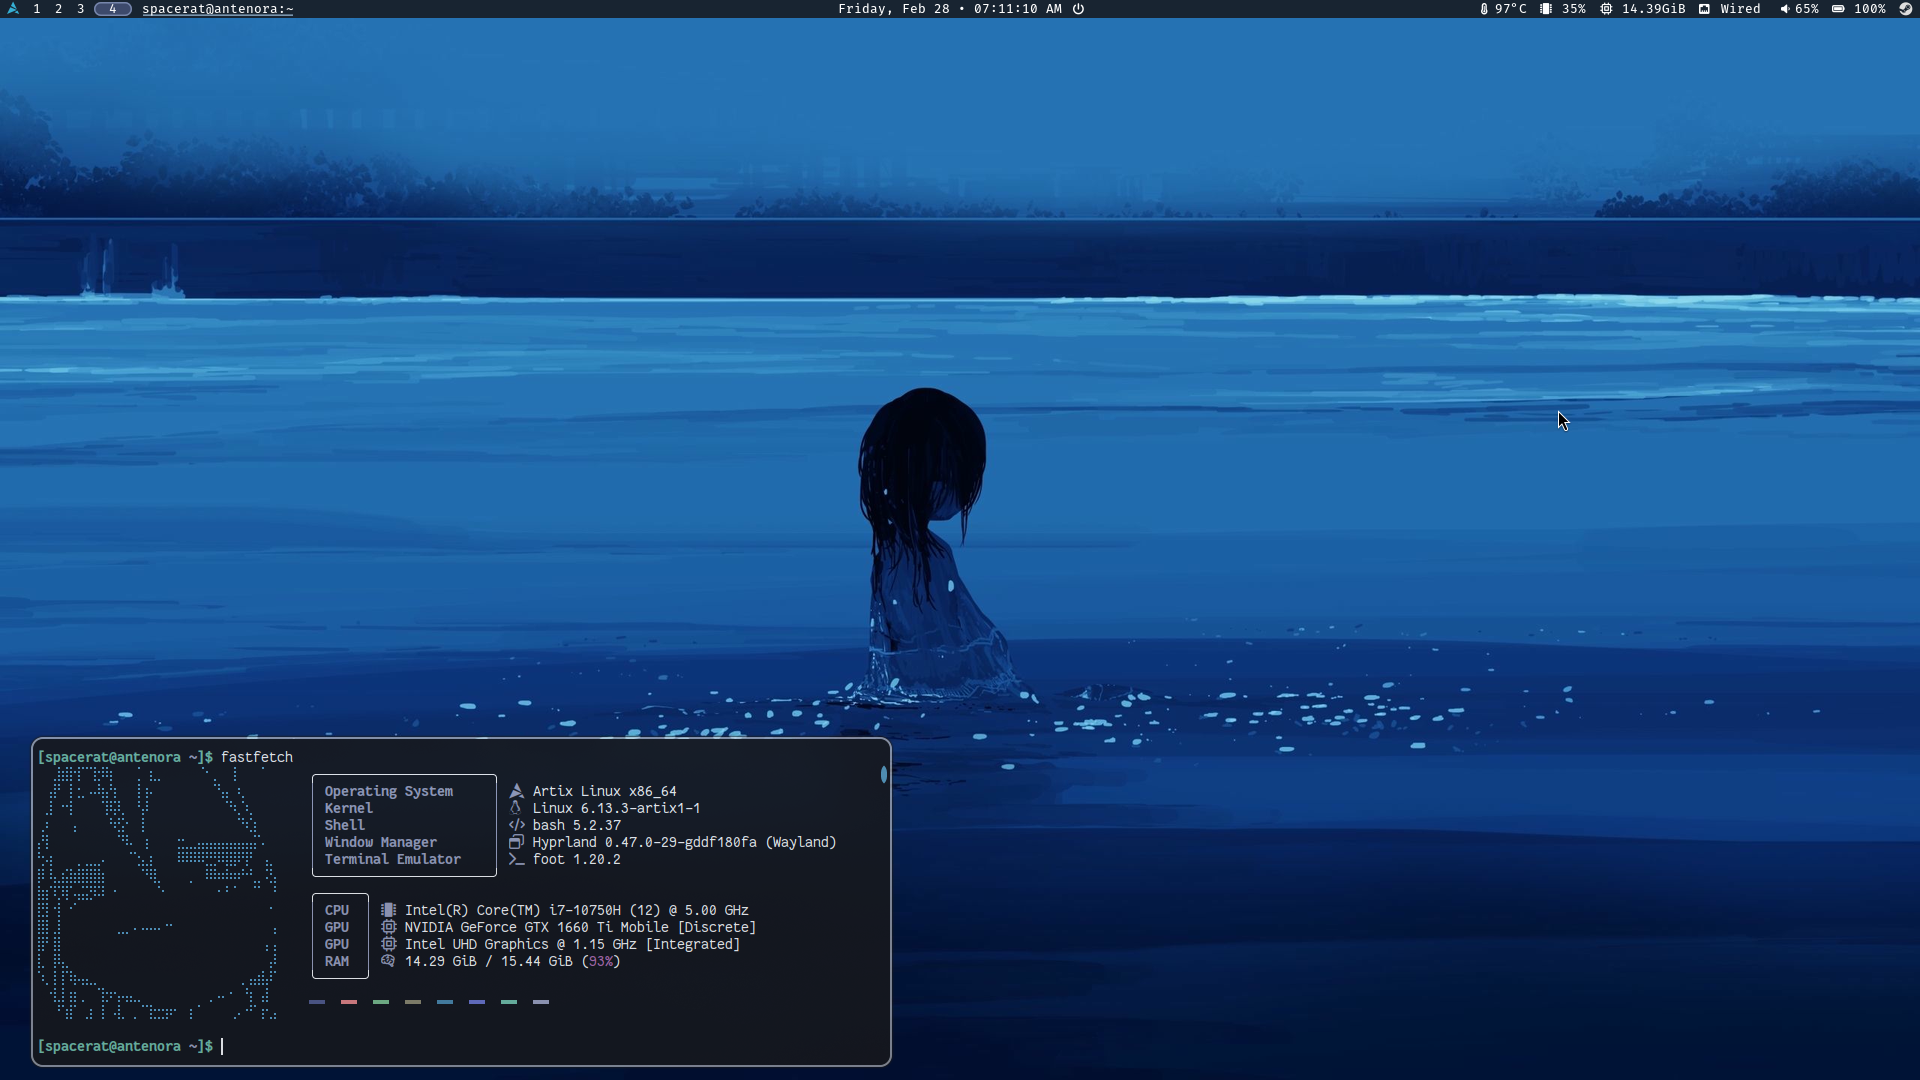 1 2 3 4 spacerat@antenora:~
Friday, Feb 28 • 07:11:10 AM
97°C 35% 14.39GiB Wired 65% 100%
[spacerat@antenora ~]$ fastfetch
Operating System Artix Linux x86_64
Kernel Linux 6.13.3-artix1-1
Shell bash 5.2.37
Window Manager Hyprland 0.47.0-29-gddf180fa (Wayland)
Terminal Emulator foot 1.20.2
CPU Intel(R) Core(TM) i7-10750H (12) @ 5.00 GHz
GPU NVIDIA GeForce GTX 1660 Ti Mobile [Discrete]
GPU Intel UHD Graphics @ 1.15 GHz [Integrated]
RAM 14.29 GiB / 15.44 GiB (93%)
[spacerat@antenora ~]$